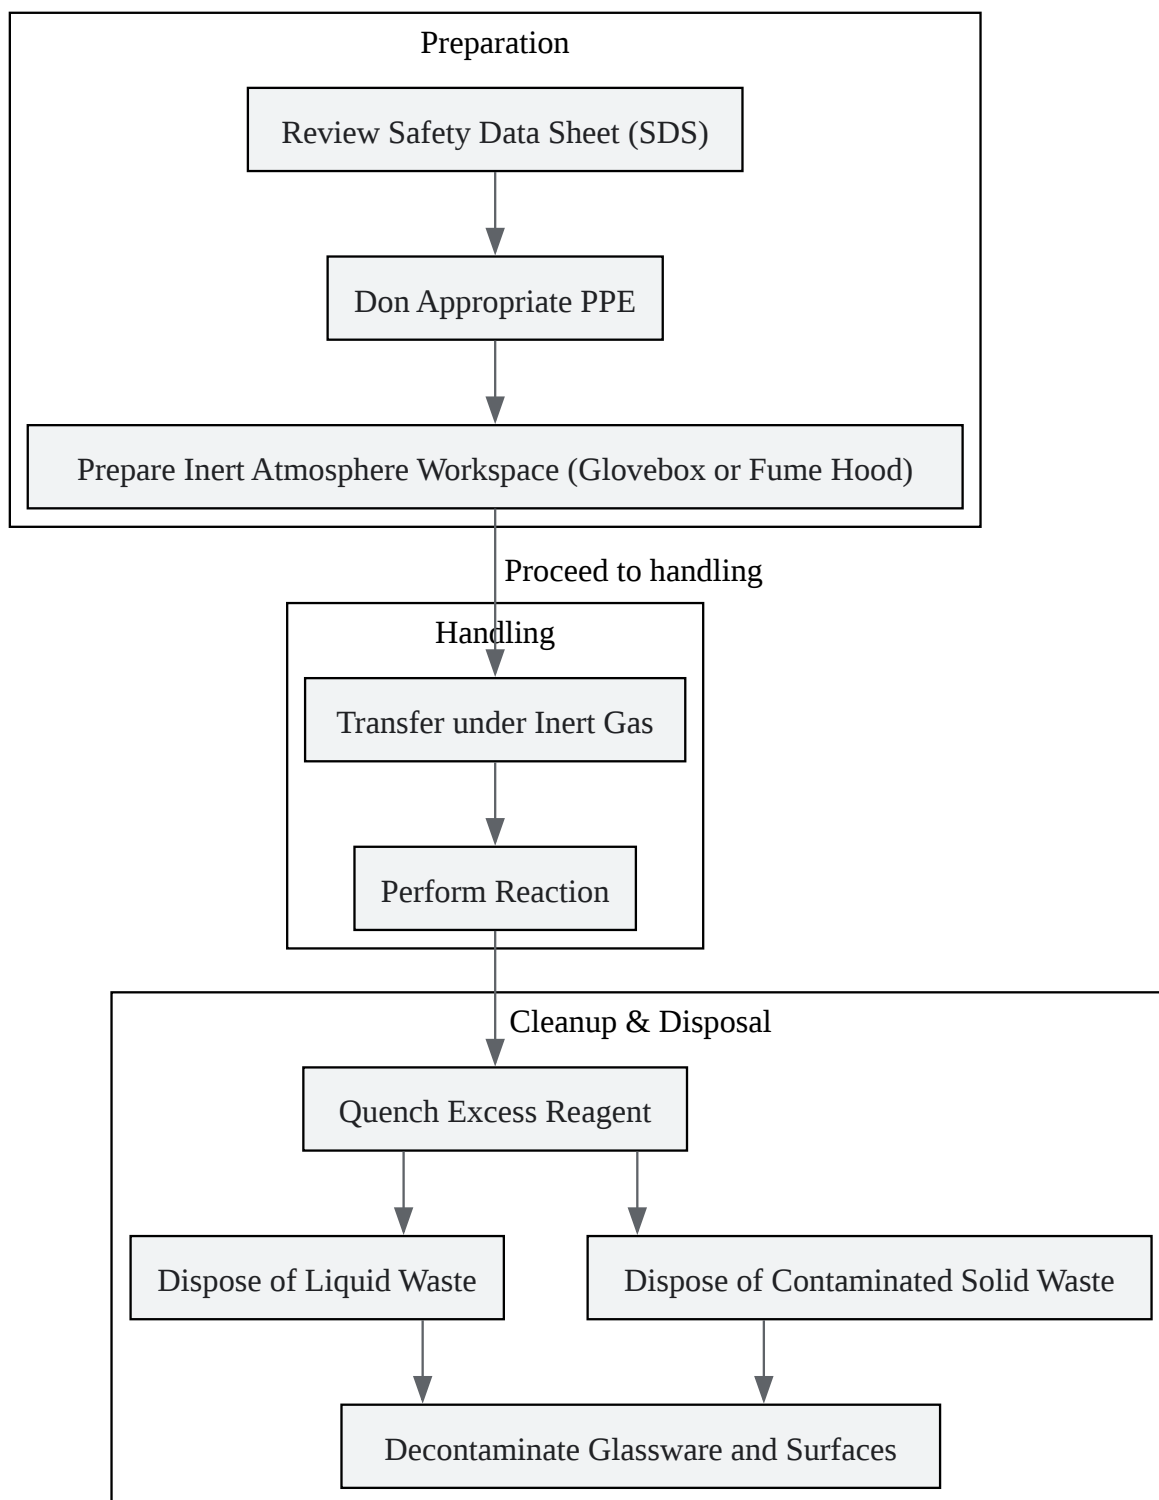 Preparation
Review Safety Data Sheet (SDS)
Don Appropriate PPE
Prepare Inert Atmosphere Workspace (Glovebox or Fume Hood)
Proceed to handling
Handling
Transfer under Inert Gas
Perform Reaction
Cleanup & Disposal
Quench Excess Reagent
Dispose of Liquid Waste
Dispose of Contaminated Solid Waste
Decontaminate Glassware and Surfaces